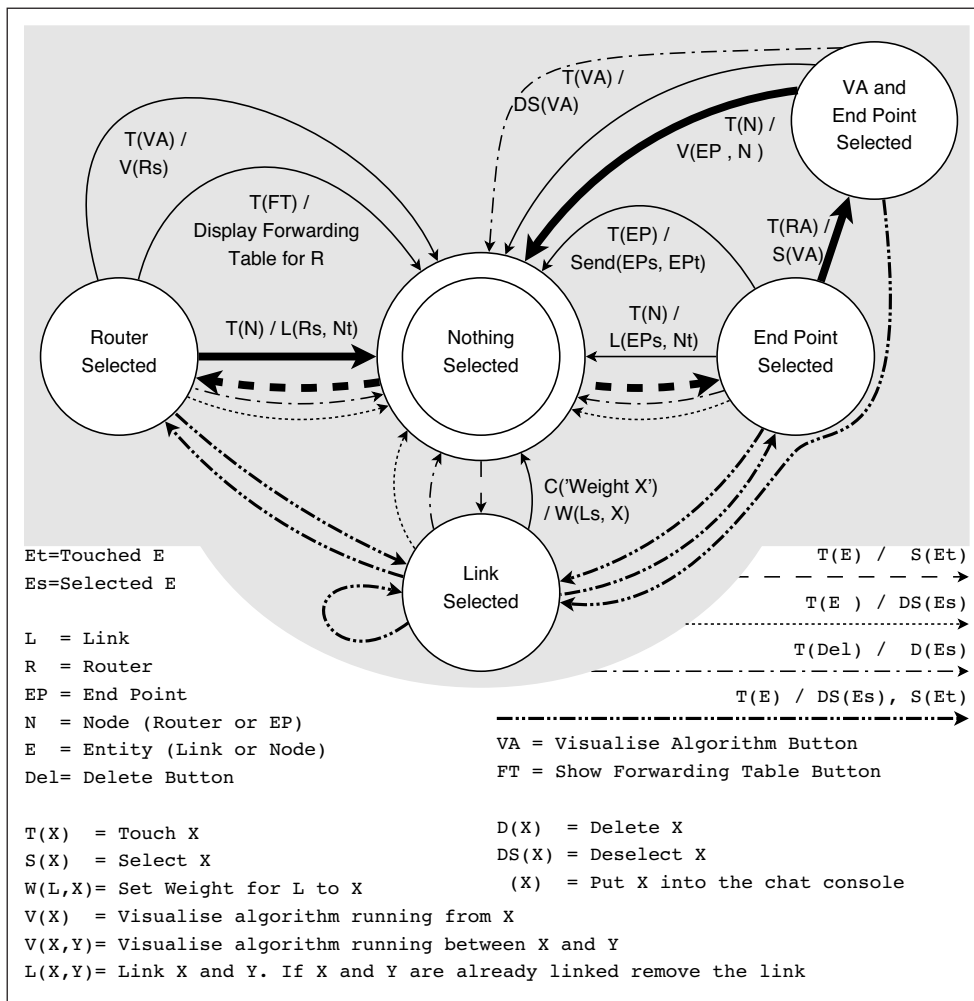 T(VA) /
DS(VA)
VA and
End Point
Selected
T(VA) /
V(Rs)
T(N) /
V(EP , N )
T(FT) /
Display Forwarding
Table for R
T(EP) /
Send(EPs, EPt)
T(RA) /
S(VA)
Router
Selected
T(N) / L(Rs, Nt)
Nothing
Selected
T(N) /
L(EPs, Nt)
End Point
Selected
C('Weight X')
/ W(Ls, X)
Link
Selected
Et=Touched E
Es=Selected E
L = Link
R = Router
EP = End Point
N = Node (Router or EP)
E = Entity (Link or Node)
Del= Delete Button
T(E) / S(Et)
T(E ) / DS(Es)
T(Del) / D(Es)
T(E) / DS(Es), S(Et)
VA = Visualise Algorithm Button
FT = Show Forwarding Table Button
T(X) = Touch X
S(X) = Select X
W(L,X)= Set Weight for L to X
V(X) = Visualise algorithm running from X
V(X,Y)= Visualise algorithm running between X and Y
L(X,Y)= Link X and Y. If X and Y are already linked remove the link
D(X) = Delete X
DS(X) = Deselect X
(X) = Put X into the chat console